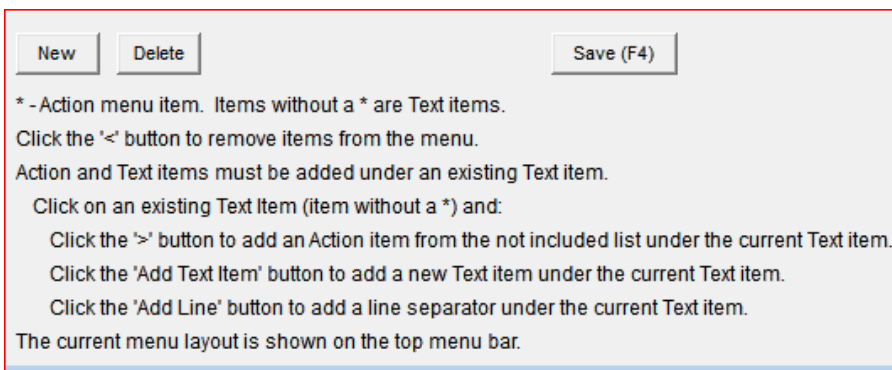 New Delete Save (F4)
* - Action menu item. Items without a * are Text items.
Click the '<' button to remove items from the menu.
Action and Text items must be added under an existing Text item.
Click on an existing Text Item (item without a *) and:
Click the '>' button to add an Action item from the not included list under the current Text item.
Click the 'Add Text Item' button to add a new Text item under the current Text item.
Click the 'Add Line' button to add a line separator under the current Text item.
The current menu layout is shown on the top menu bar.